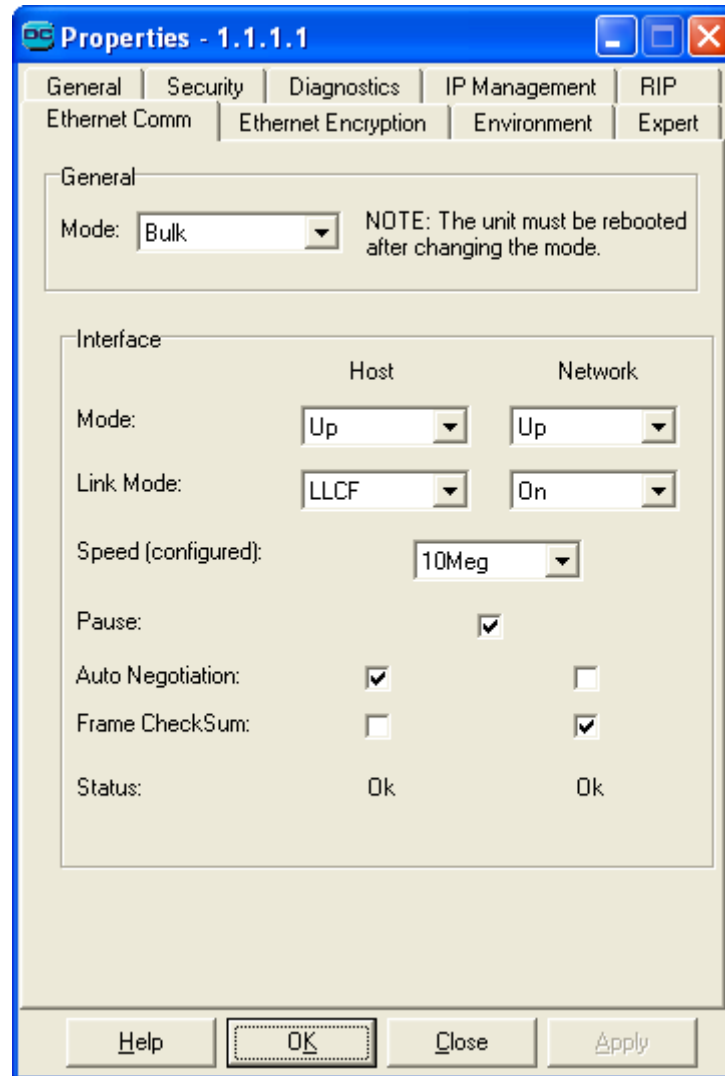 Properties - 1.1.1.1
General Security Diagnostics IP Management RIP
Ethernet Comm Ethernet Encryption Environment Expert
General
Mode: Bulk NOTE: The unit must be rebooted
after changing the mode.
Interface
Host Network
Mode: Up Up
Link Mode: LLCF On
Speed (configured): 10Meg
Pause:
Auto Negotiation:
Frame CheckSum:
Status: Ok Ok
Help OK Close Apply